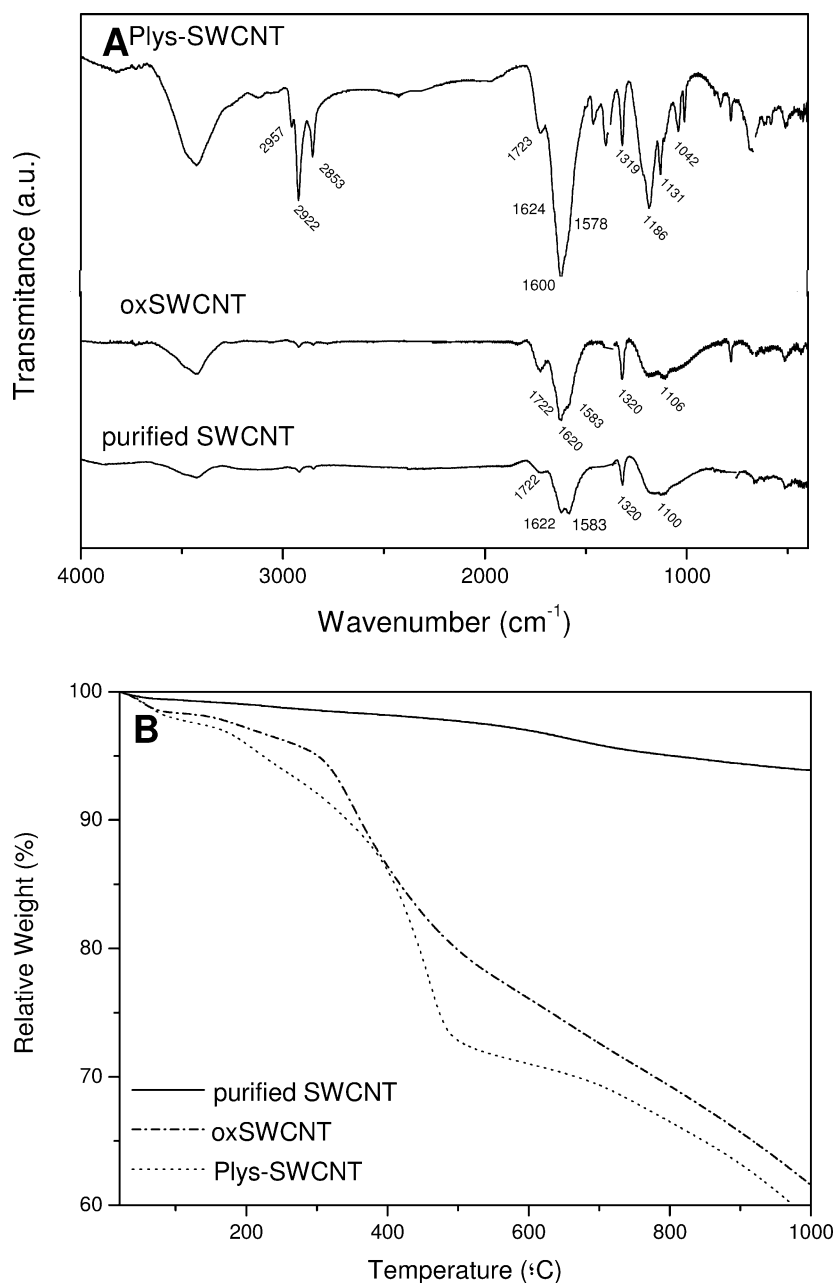 A Plys-SWCNT
2957
2922
2853
1723
1624
1600
1578
1319
1186
1131
1042
oxSWCNT
1722
1620
1583
1320
1106
purified SWCNT
1722
1622
1583
1320
1100
Transmitance (a.u.)
4000 3000 2000 1000
Wavenumber (cm-1)
B
100
90
80
70
60
Relative Weight (%)
purified SWCNT
oxSWCNT
Plys-SWCNT
200 400 600 800 1000
Temperature (؛C)